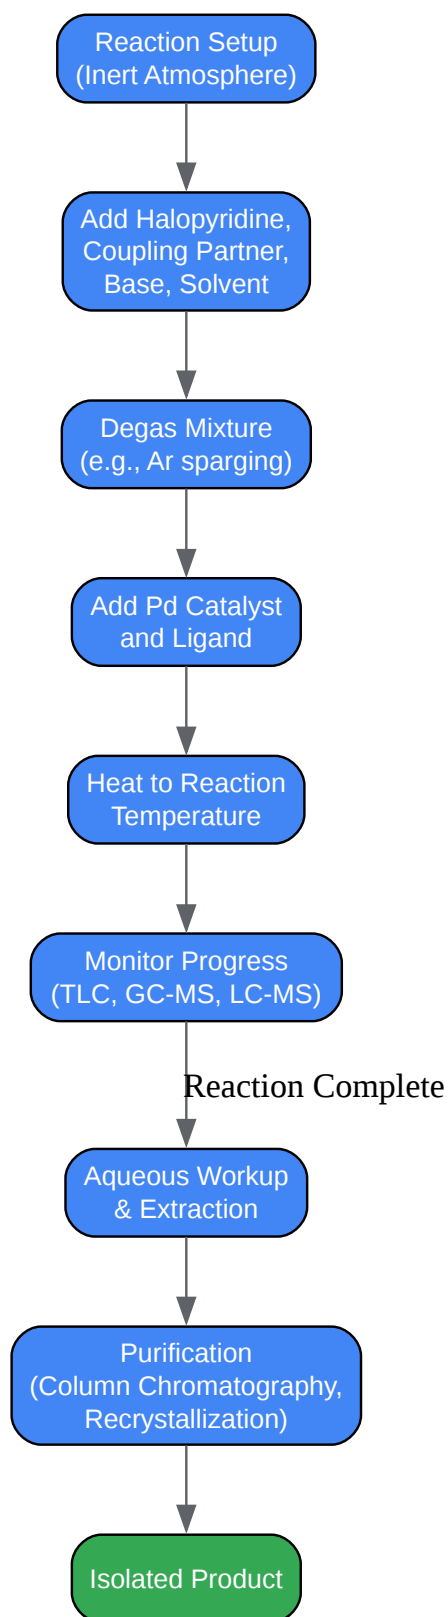 Reaction Setup
(Inert Atmosphere)
Add Halopyridine,
Coupling Partner,
Base, Solvent
Degas Mixture
(e.g., Ar sparging)
Add Pd Catalyst
and Ligand
Heat to Reaction
Temperature
Monitor Progress
(TLC, GC-MS, LC-MS)
Reaction Complete
Aqueous Workup
& Extraction
Purification
(Column Chromatography,
Recrystallization)
Isolated Product